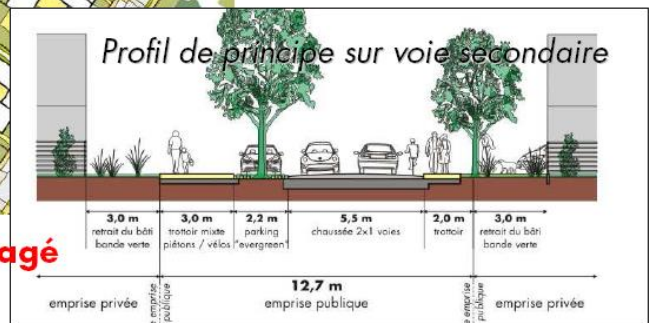 Profil de principe sur voie secondaire
3,0 m
retrait du bâti
bande verte
3,0 m
trottoir mixte
piétons / vélos
2,2 m
parking
"evergreen"
5,5 m
chaussée 2x1 voies
2,0 m
trottoir
3,0 m
retrait du bâti
bande verte
agé
12,7 m
emprise privée
emprise publique
emprise privée
emprise
publique
emprise
publique